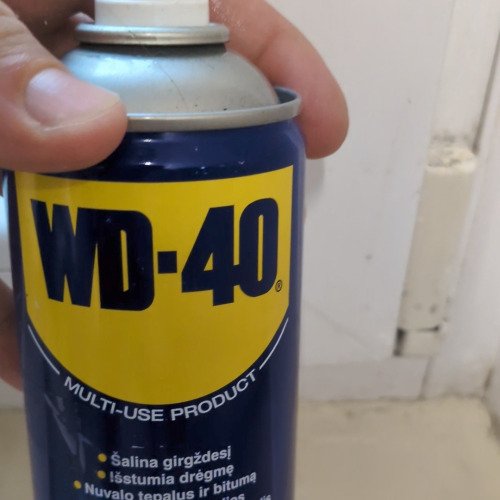 WD-40®
MULTI-USE PRODUCT
• Šalina girgždesį
• Išstumia drėgmę
• Nuvalo tepalus ir bitumą